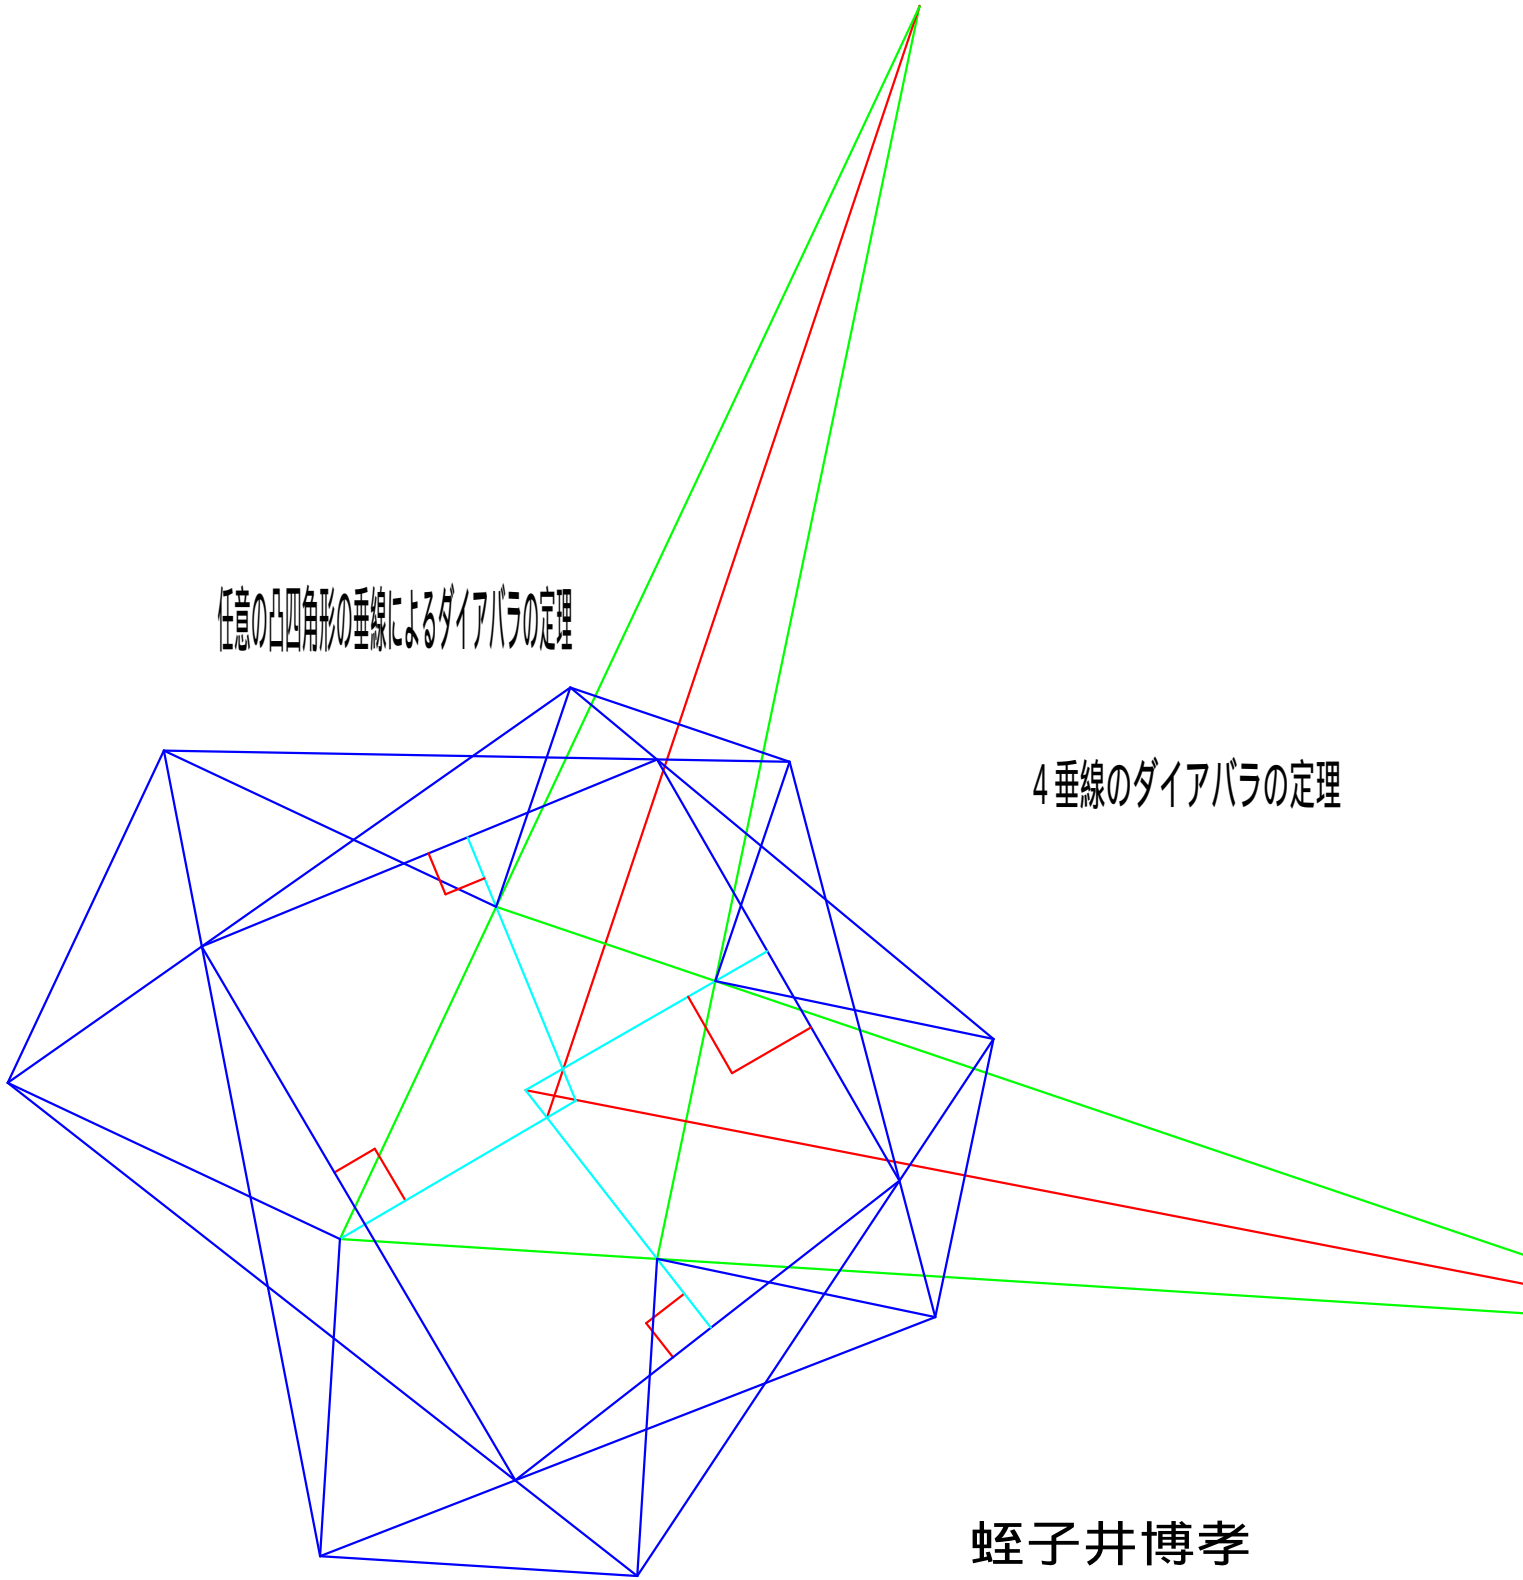 任意の凸四角形の垂線によるダイアバラの定理
4垂線のダイアバラの定理
蛭子井博孝